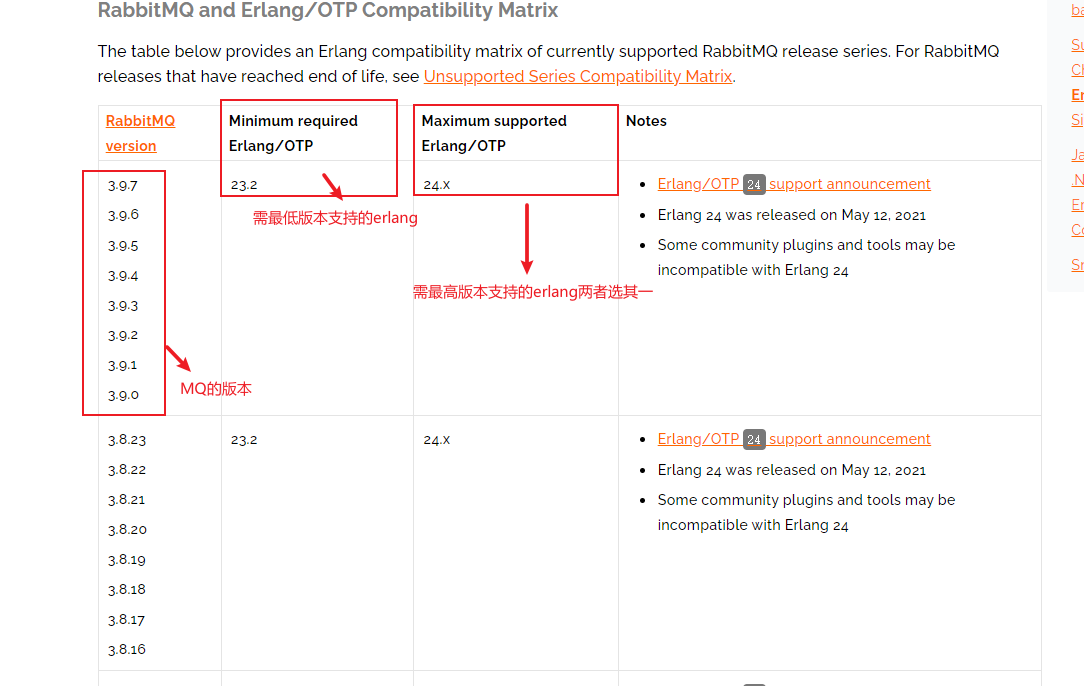 RabbitMQ and Erlang/OTP Compatibility Matrix
The table below provides an Erlang compatibility matrix of currently supported RabbitMQ release series. For RabbitMQ
releases that have reached end of life, see Unsupported Series Compatibility Matrix.
RabbitMQ version
Minimum required Erlang/OTP
Maximum supported Erlang/OTP
Notes
3.9.7
3.9.6
3.9.5
3.9.4
3.9.3
3.9.2
3.9.1
3.9.0
MQ的版本
23.2
需最低版本支持的erlang
24.x
需最高版本支持的erlang两者选其一
Erlang/OTP 24 support announcement
Erlang 24 was released on May 12, 2021
Some community plugins and tools may be
incompatible with Erlang 24
3.8.23
3.8.22
3.8.21
3.8.20
3.8.19
3.8.18
3.8.17
3.8.16
23.2
24.x
Erlang/OTP 24 support announcement
Erlang 24 was released on May 12, 2021
Some community plugins and tools may be
incompatible with Erlang 24